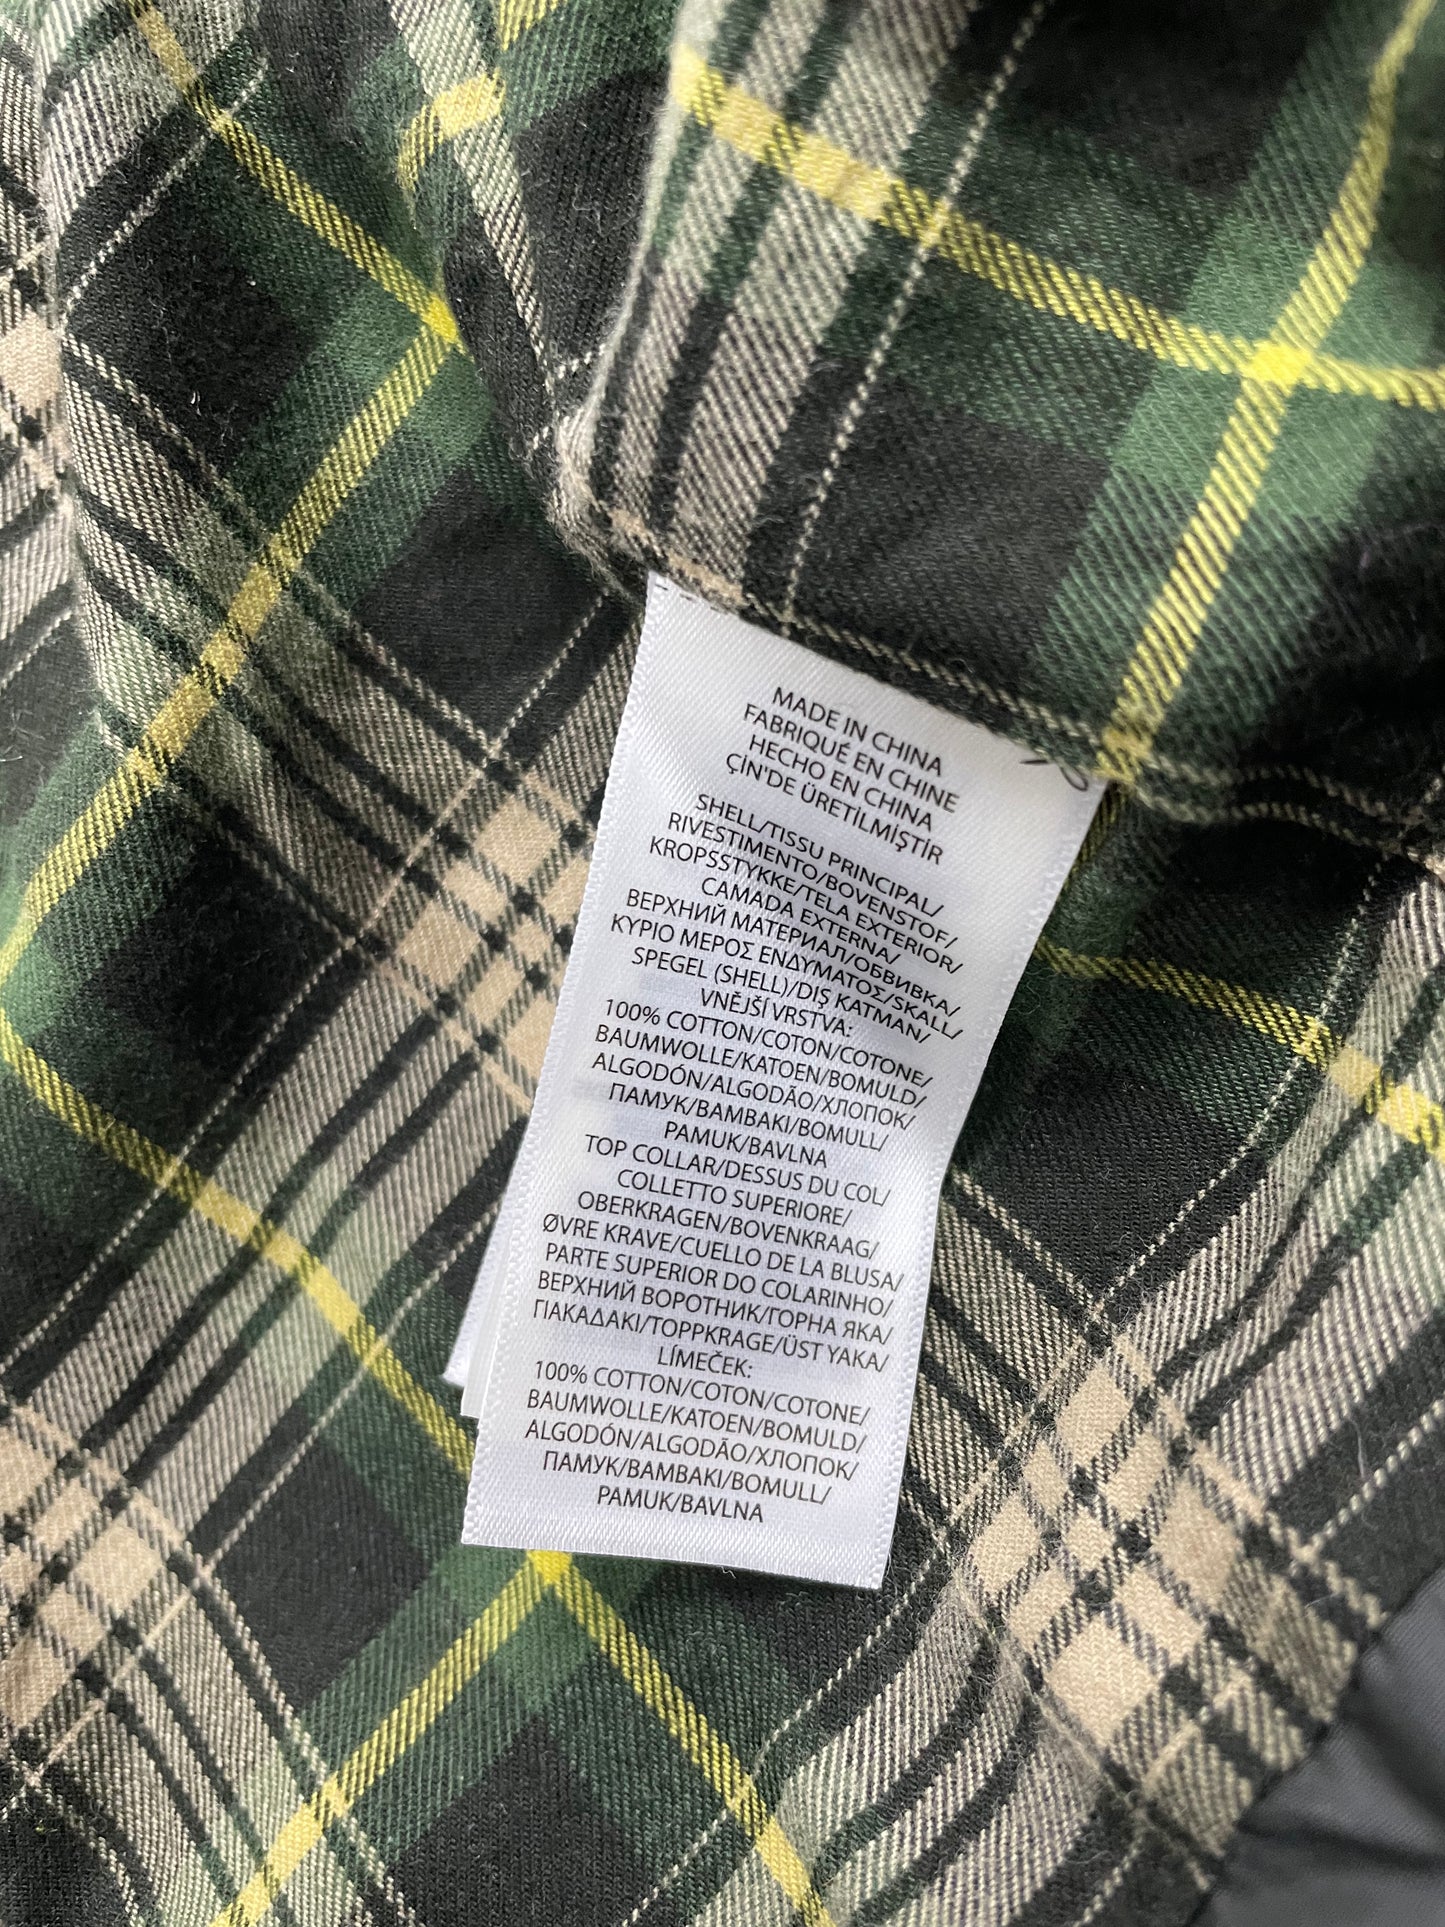 MADE IN CHINA
FABRIQUÉ EN CHINE
HECHO EN CHINA
ÇİN'DE ÜRETİLMİŞTİR
SHELL/TISSU PRINCIPAL/
RIVESTIMENTO/BOVENSTOF/
KROPSSTYKKE/TELA EXTERIOR/
CAMADA EXTERNA/
ВЕРХНИЙ МАТЕРИАЛ/ОБВИВКА/
ΚΥΡΙΟ ΜΕΡΟΣ ΕΝΔΥΜΑΤΟΣ/SKALL/
SPEGEL (SHELL)/DIŞ KATMAN/
VNĚJŠÍ VRSTVA:
100% COTTON/COTON/COTONE/
BAUMWOLLE/KATOEN/BOMULD/
ALGODÓN/ALGODÃO/ХЛОПОК/
ПАМУК/ΒΑΜΒΑΚΙ/BOMULL/
PAMUK/BAVLNA
TOP COLLAR/DESSUS DU COL/
COLLETTO SUPERIORE/
OBERKRAGEN/BOVENKRAAG/
ØVRE KRAVE/CUELLO DE LA BLUSA/
PARTE SUPERIOR DO COLARINHO/
ВЕРХНИЙ ВОРОТНИК/ГОРНА ЯКА/
ΓΙΑΚΑΔΑΚΙ/TOPPKRAGE/ÜST YAKA/
LÍMEČEK:
100% COTTON/COTON/COTONE/
BAUMWOLLE/KATOEN/BOMULD/
ALGODÓN/ALGODÃO/ХЛОПОК/
ПАМУК/ΒΑΜΒΑΚΙ/BOMULL/
PAMUK/BAVLNA